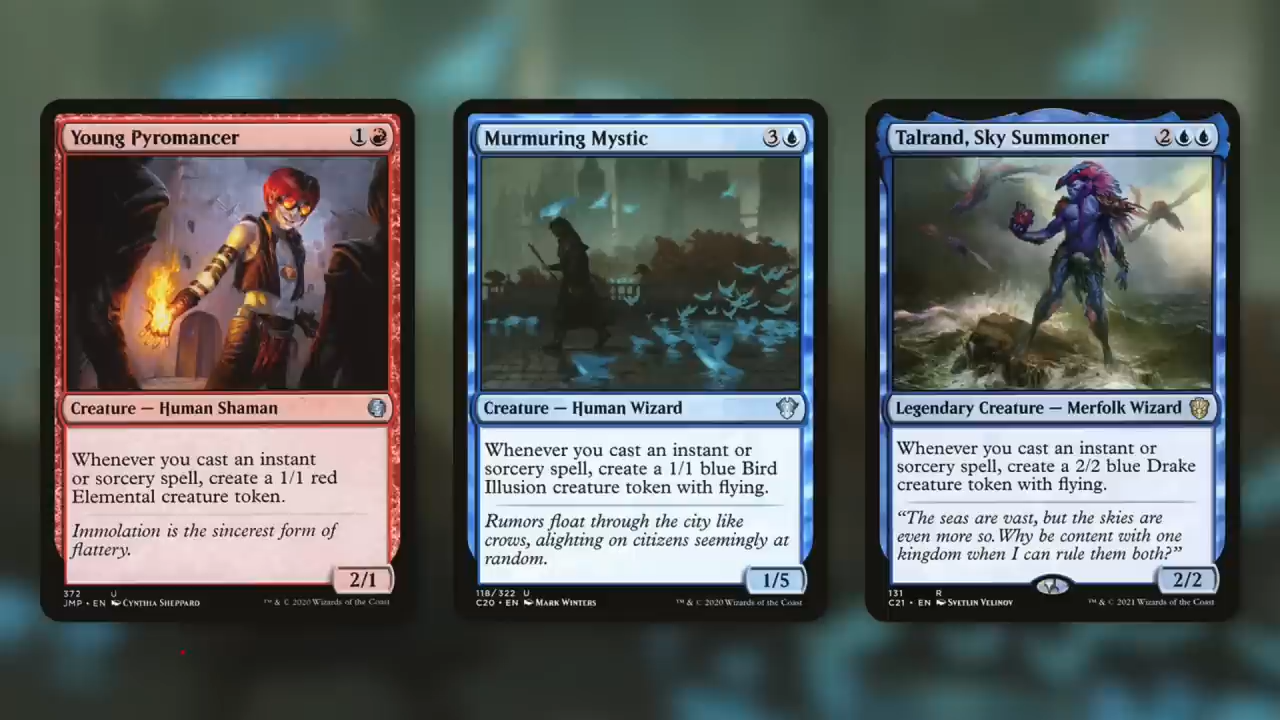 Young Pyromancer 1
Creature — Human Shaman
Whenever you cast an instant
or sorcery spell, create a 1/1 red
Elemental creature token.
Immolation is the sincerest form of
flattery.
2/1
372 U
JMP • EN Cynthia Sheppard
™ & © 2020 Wizards of the Coast
Murmuring Mystic 3
Creature — Human Wizard
Whenever you cast an instant or
sorcery spell, create a 1/1 blue Bird
Illusion creature token with flying.
Rumors float through the city like
crows, alighting on citizens seemingly at
random.
1/5
118/322 U
C20 • EN Mark Winters
™ & © 2020 Wizards of the Coast
Talrand, Sky Summoner 2
Legendary Creature — Merfolk Wizard
Whenever you cast an instant or
sorcery spell, create a 2/2 blue Drake
creature token with flying.
“The seas are vast, but the skies are
even more so. Why be content with one
kingdom when I can rule them both?”
2/2
131 R
C21 • EN Svetlin Velinov
™ & © 2021 Wizards of the Coast